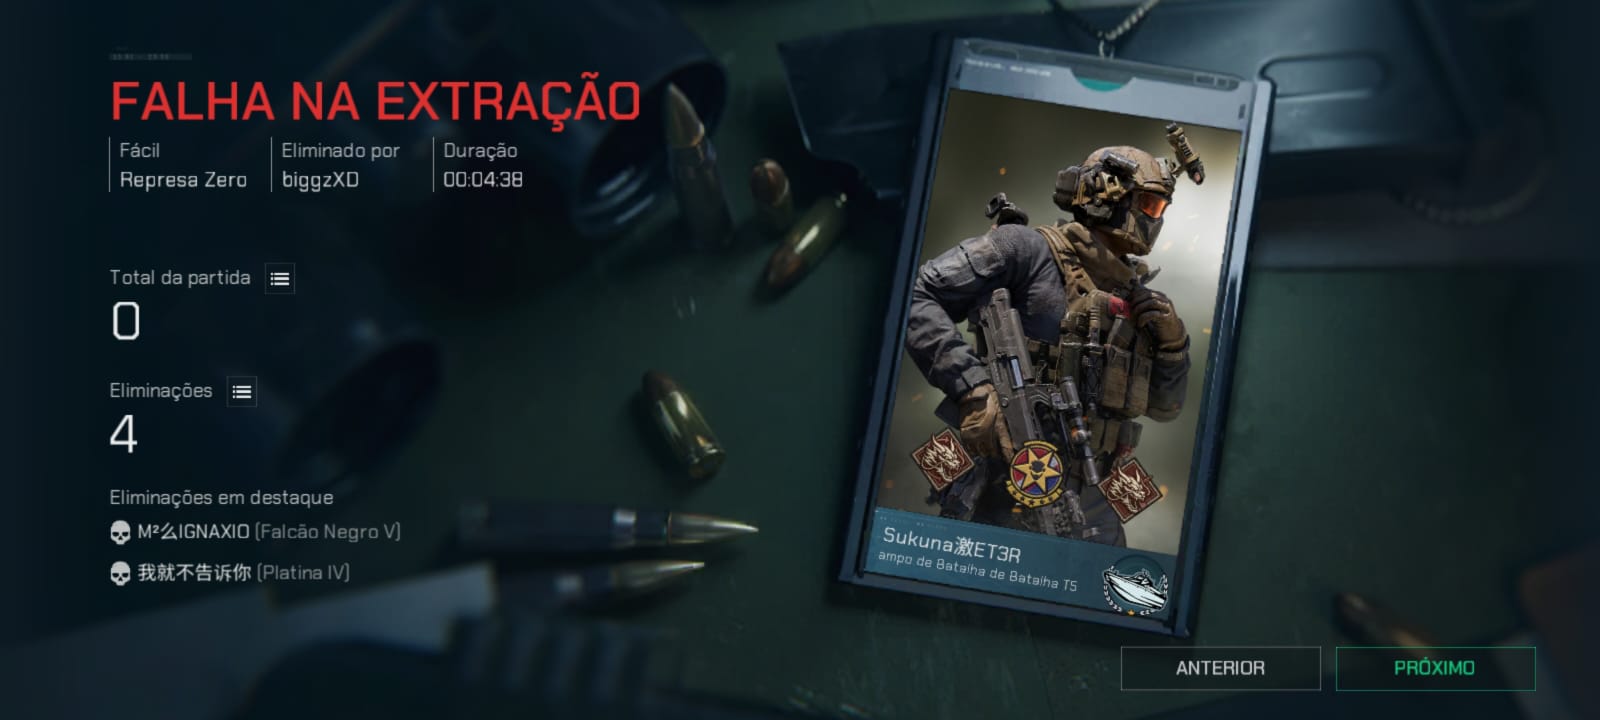 FALHA NA EXTRAÇÃO
Fácil
Represa Zero
Eliminado por
biggzXD
Duração
00:04:38
Total da partida
0
Eliminações
4
Eliminações em destaque
M²么IGNAXIO (Falcão Negro V)
我就不告诉你 (Platina IV)
Sukuna激ET3R
ampo de Batalha de Batalha T5
ANTERIOR
PRÓXIMO